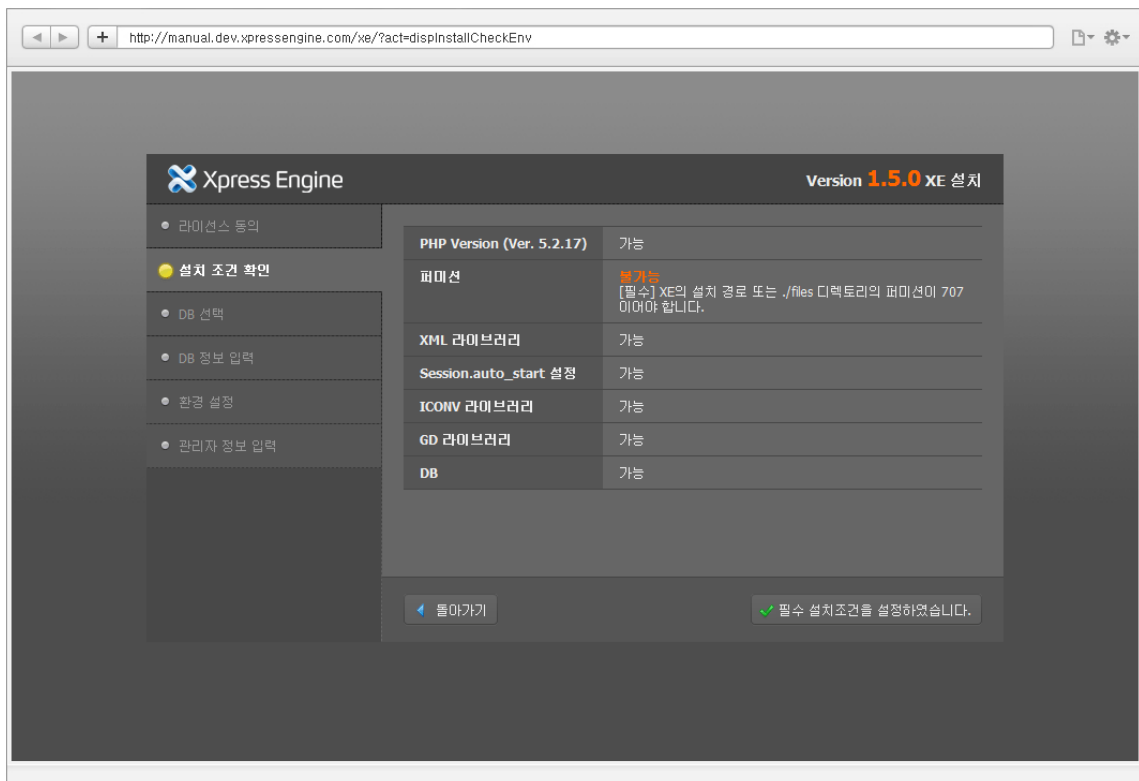 http://manual.dev.xpressengine.com/xe/?act=dispInstallCheckEnv
Xpress Engine
Version 1.5.0 XE 설치
라이선스 동의
설치 조건 확인
DB 선택
DB 정보 입력
환경 설정
관리자 정보 입력
PHP Version (Ver. 5.2.17) 가능
퍼미션 불가능
[필수] XE의 설치 경로 또는 ./files 디렉토리의 퍼미션이 707
이어야 합니다.
XML 라이브러리 가능
Session.auto_start 설정 가능
ICONV 라이브러리 가능
GD 라이브러리 가능
DB 가능
돌아가기
필수 설치조건을 설정하였습니다.